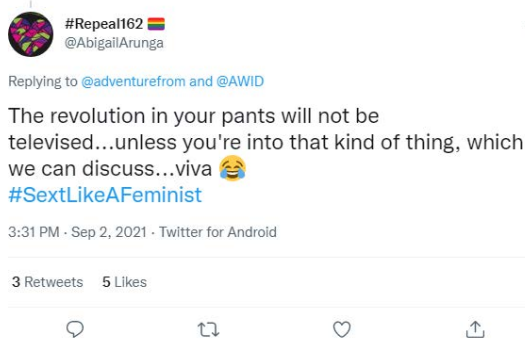 #Repeal162 🏳️‍🌈
@AbigailArunga
Replying to @adventurefrom and @AWID
The revolution in your pants will not be
televised...unless you're into that kind of thing, which
we can discuss...viva 😂
#SextLikeAFeminist
3:31 PM · Sep 2, 2021 · Twitter for Android
3 Retweets 5 Likes